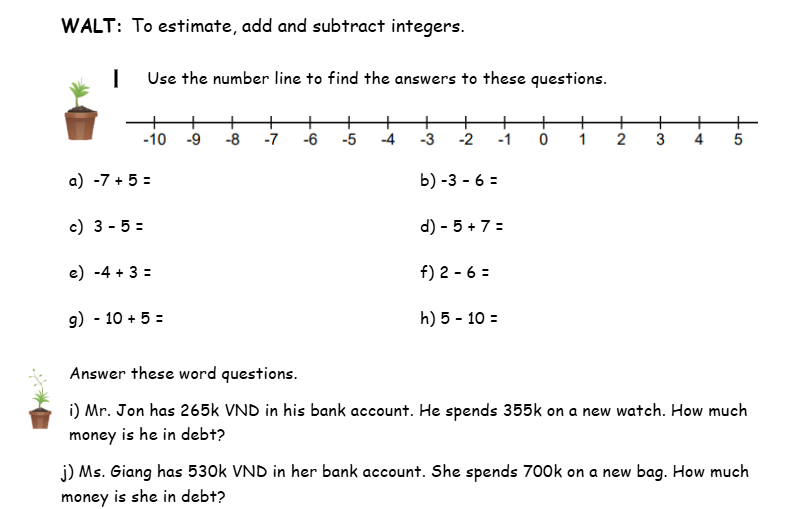 WALT: To estimate, add and subtract integers.
1 Use the number line to find the answers to these questions.
-10 -9 -8 -7 -6 -5 -4 -3 -2 -1 0 1 2 3 4 5
a) -7 + 5 = b) -3 - 6 =
c) 3 - 5 = d) - 5 + 7 =
e) -4 + 3 = f) 2 - 6 =
g) - 10 + 5 = h) 5 - 10 =
Answer these word questions.
i) Mr. Jon has 265k VND in his bank account. He spends 355k on a new watch. How much
money is he in debt?
j) Ms. Giang has 530k VND in her bank account. She spends 700k on a new bag. How much
money is she in debt?